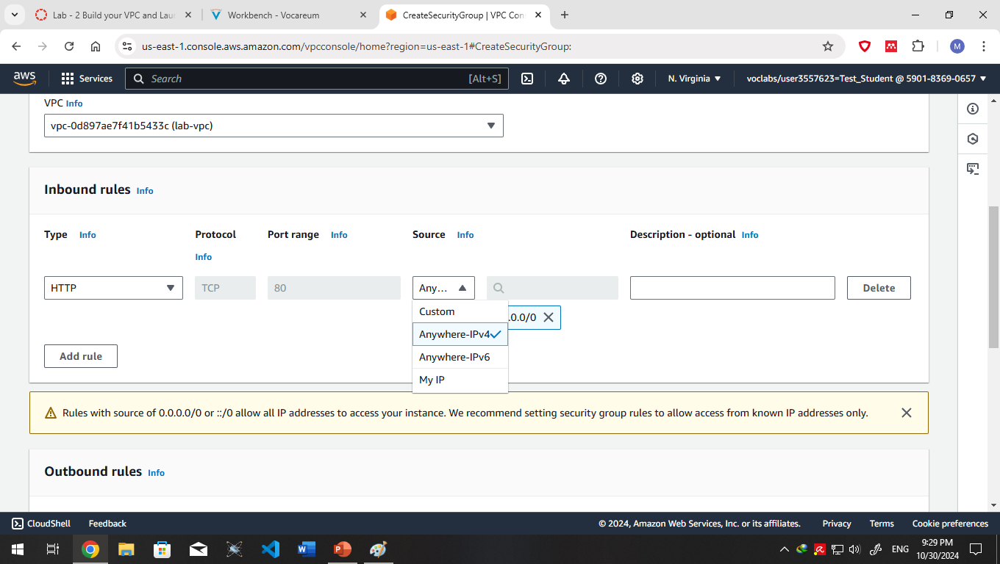 Lab - 2 Build your VPC and Lau
Workbench - Vocareum
CreateSecurityGroup | VPC Con
us-east-1.console.aws.amazon.com/vpcconsole/home?region=us-east-1#CreateSecurityGroup:
M
aws
Services
Search
[Alt+S]
N. Virginia
voclabs/user3557623=Test_Student @ 5901-8369-0657
VPC Info
vpc-0d897ae7f41b5433c (lab-vpc)
Inbound rules Info
Type Info
Protocol
Info
Port range Info
Source Info
Description - optional Info
HTTP
TCP
80
Any...
Delete
Custom
.0.0/0
Anywhere-IPv4
Anywhere-IPv6
My IP
Add rule
Rules with source of 0.0.0.0/0 or ::/0 allow all IP addresses to access your instance. We recommend setting security group rules to allow access from known IP addresses only.
Outbound rules Info
CloudShell
Feedback
© 2024, Amazon Web Services, Inc. or its affiliates.
Privacy
Terms
Cookie preferences
ENG
9:29 PM
10/30/2024